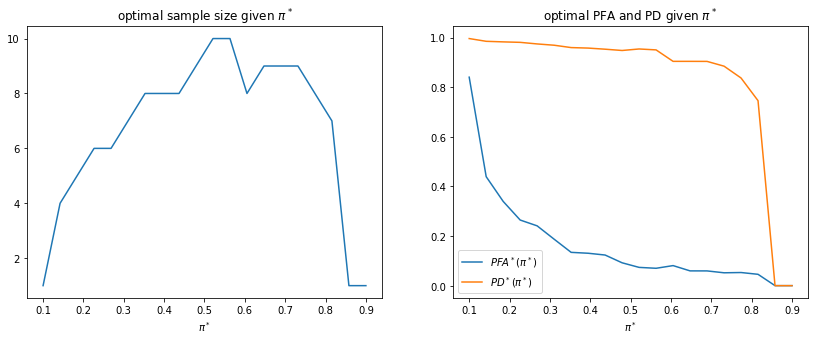 optimal sample size given π*
10
8
6
4
2
0.1 0.2 0.3 0.4 0.5 0.6 0.7 0.8 0.9
π*
optimal PFA and PD given π*
1.0
0.8
0.6
0.4
0.2
0.0
PFA*(π*)
PD*(π*)
0.1 0.2 0.3 0.4 0.5 0.6 0.7 0.8 0.9
π*